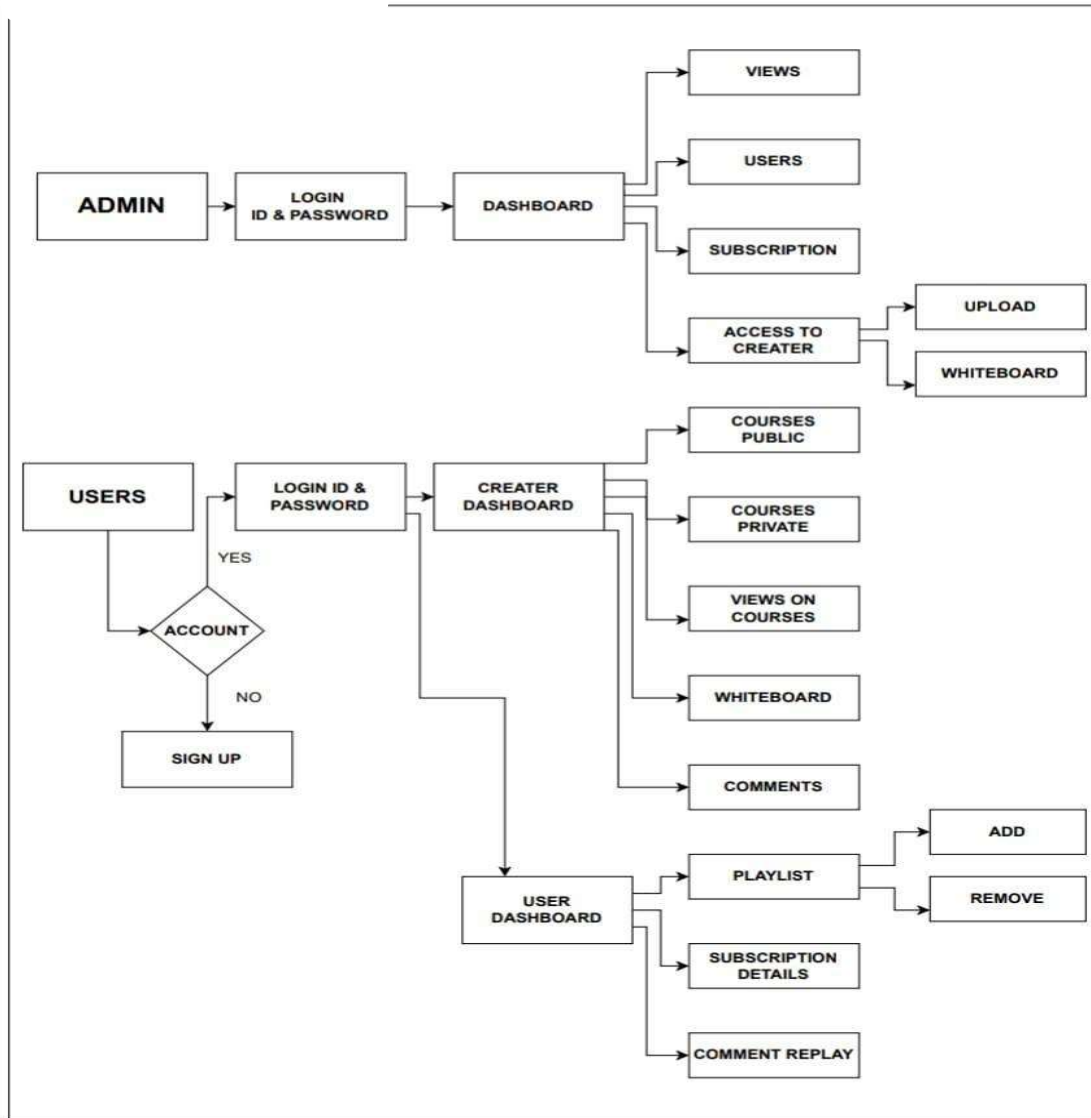 VIEWS
USERS
ADMIN
LOGIN
ID & PASSWORD
DASHBOARD
SUBSCRIPTION
ACCESS TO
CREATER
UPLOAD
WHITEBOARD
COURSES
PUBLIC
USERS
LOGIN ID &
PASSWORD
CREATER
DASHBOARD
COURSES
PRIVATE
YES
VIEWS ON
COURSES
ACCOUNT
NO
WHITEBOARD
SIGN UP
COMMENTS
ADD
PLAYLIST
REMOVE
USER
DASHBOARD
SUBSCRIPTION
DETAILS
COMMENT REPLAY